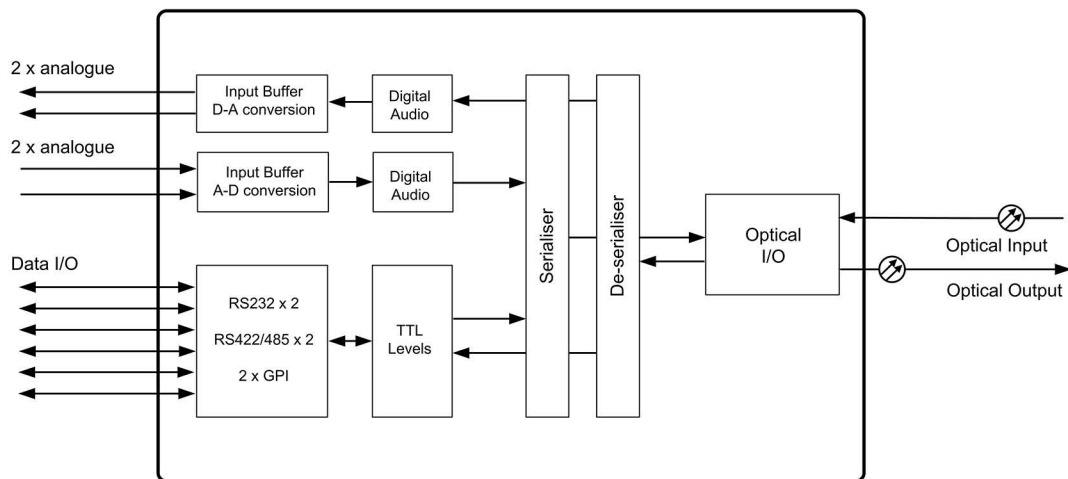 2 x analogue
Input Buffer
D-A conversion
Digital
Audio
2 x analogue
Input Buffer
A-D conversion
Digital
Audio
Serialiser
De-serialiser
Optical
I/O
Optical Input
Optical Output
Data I/O
RS232 x 2
RS422/485 x 2
2 x GPI
TTL
Levels